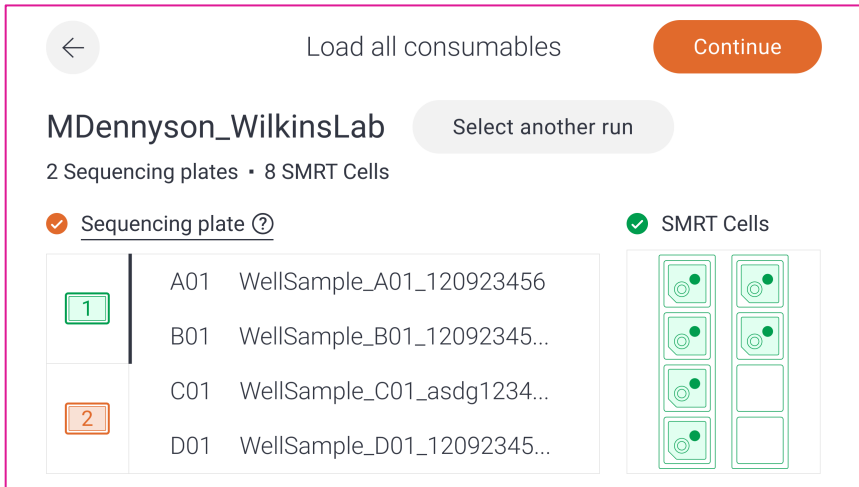 Load all consumables
Continue
MDennyson_WilkinsLab
Select another run
2 Sequencing plates • 8 SMRT Cells
Sequencing plate ?
SMRT Cells
1
A01 WellSample_A01_120923456
B01 WellSample_B01_12092345...
2
C01 WellSample_C01_asdg1234...
D01 WellSample_D01_12092345...